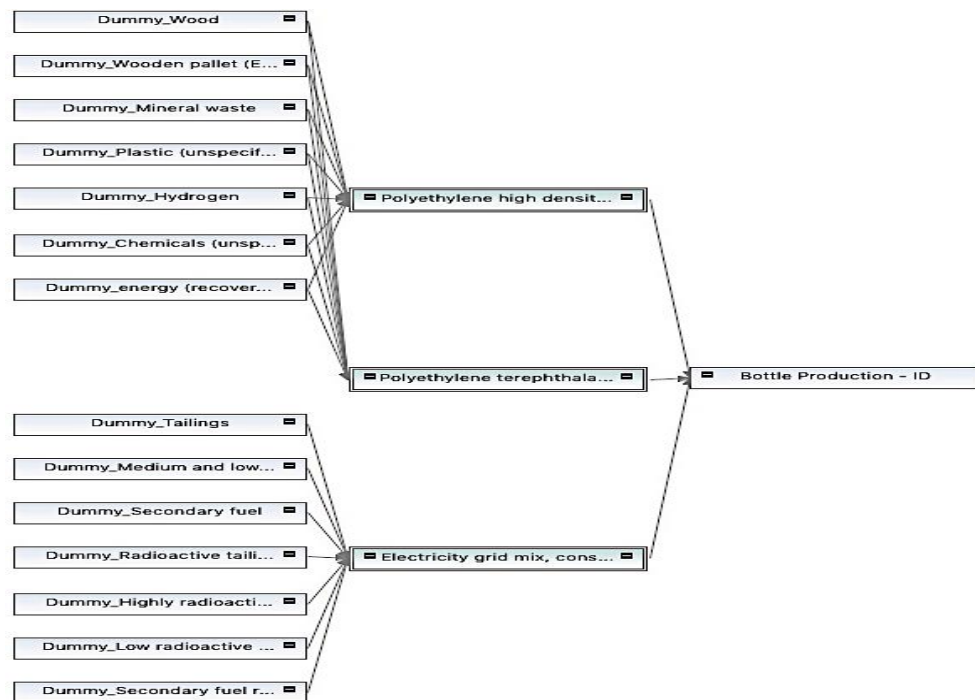 Dummy_Wood
Dummy_Wooden pallet (E...
Dummy_Mineral waste
Dummy_Plastic (unspecif...
Dummy_Hydrogen
Polyethylene high densit...
Dummy_Chemicals (unsp...
Dummy_energy (recover...
Polyethylene terephthala...
Bottle Production - ID
Dummy_Tailings
Dummy_Medium and low...
Dummy_Secondary fuel
Dummy_Radioactive taili...
Electricity grid mix, cons...
Dummy_Highly radioacti...
Dummy_Low radioactive ...
Dummy_Secondary fuel r...